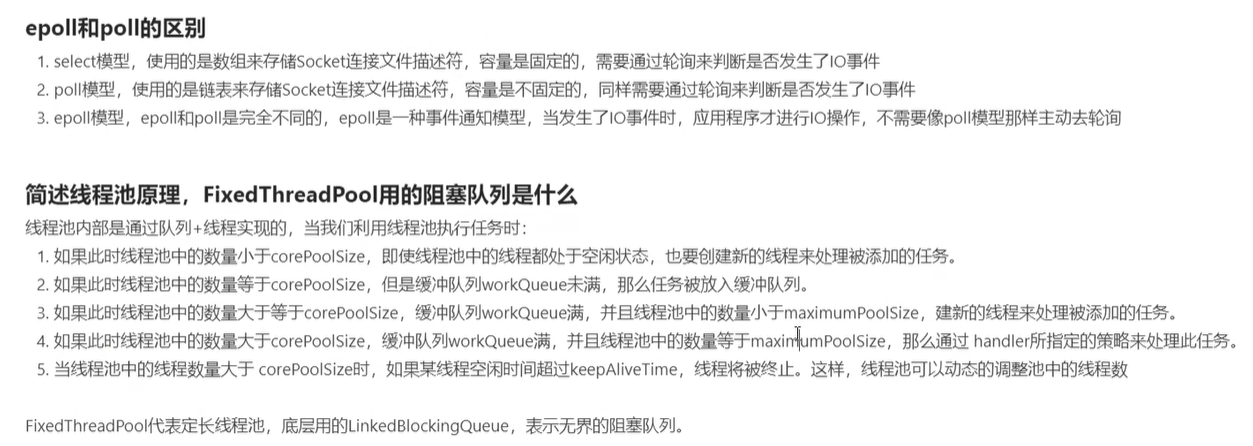 epoll和poll的区别
1. select模型，使用的是数组来存储Socket连接文件描述符，容量是固定的，需要通过轮询来判断是否发生了IO事件
2. poll模型，使用的是链表来存储Socket连接文件描述符，容量是不固定的，同样需要通过轮询来判断是否发生了IO事件
3. epoll模型，epoll和poll是完全不同的，epoll是一种事件通知模型，当发生了IO事件时，应用程序才进行IO操作，不需要像poll模型那样主动去轮询
简述线程池原理，FixedThreadPool用的阻塞队列是什么
线程池内部是通过队列+线程实现的，当我们利用线程池执行任务时：
1. 如果此时线程池中的数量小于corePoolSize，即使线程池中的线程都处于空闲状态，也要创建新的线程来处理被添加的任务。
2. 如果此时线程池中的数量等于corePoolSize，但是缓冲队列workQueue未满，那么任务被放入缓冲队列。
3. 如果此时线程池中的数量大于等于corePoolSize，缓冲队列workQueue满，并且线程池中的数量小于maximumPoolSize，建新的线程来处理被添加的任务。
4. 如果此时线程池中的数量大于corePoolSize，缓冲队列workQueue满，并且线程池中的数量等于maximumPoolSize，那么通过 handler所指定的策略来处理此任务。
5. 当线程池中的线程数量大于 corePoolSize时，如果某线程空闲时间超过keepAliveTime，线程将被终止。这样，线程池可以动态的调整池中的线程数
FixedThreadPool代表定长线程池，底层用的LinkedBlockingQueue，表示无界的阻塞队列。